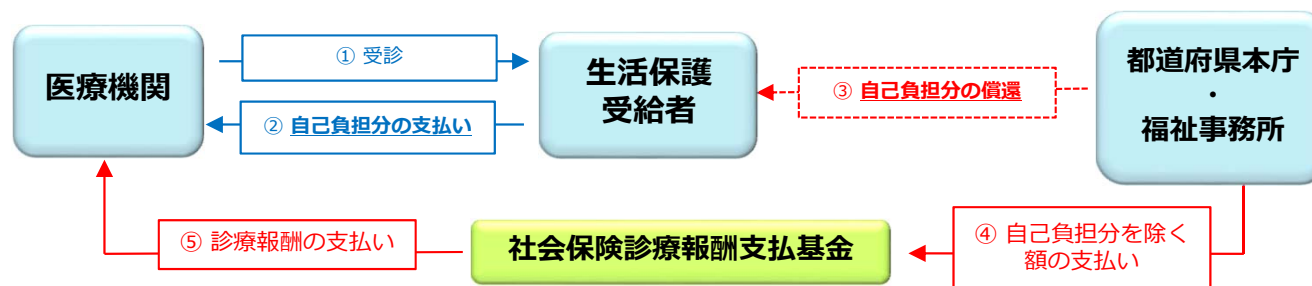 医療機関
① 受診
② 自己負担分の支払い
生活保護
受給者
③ 自己負担分の償還
都道府県本庁
・
福祉事務所
⑤ 診療報酬の支払い
社会保険診療報酬支払基金
④ 自己負担分を除く
額の支払い